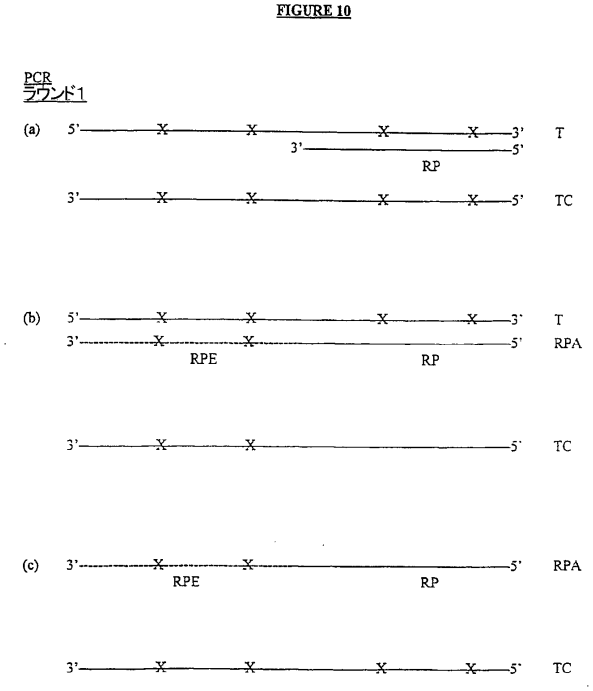 FIGURE 10
PCR
ラウンド1
(a) 5' X X X X 3' T
3' 5'
RP
3' X X X X 5' TC
(b) 5' X X X X 3' T
3' X X 5' RPA
RPE RP
3' X X 5' TC
(c) 3' X X 5' RPA
RPE RP
3' X X X X 5' TC